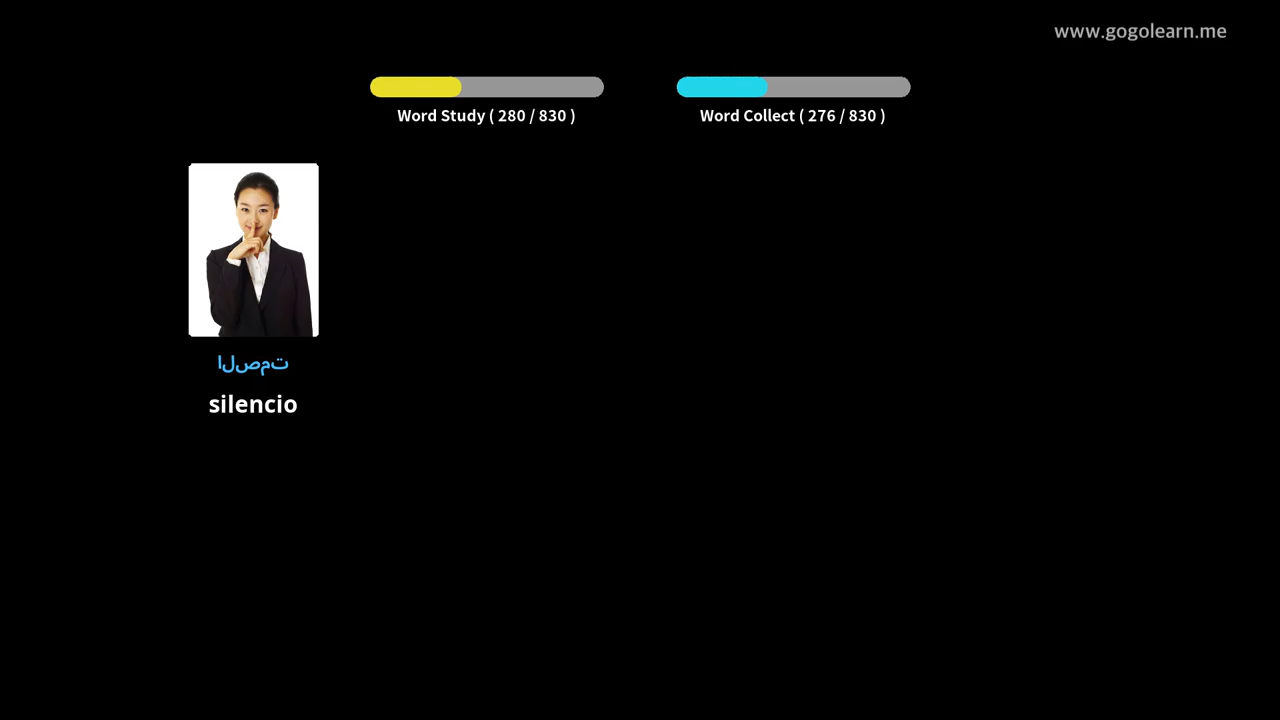 www.gogolearn.me
Word Study ( 280 / 830 )
Word Collect ( 276 / 830 )
الصمت
silencio